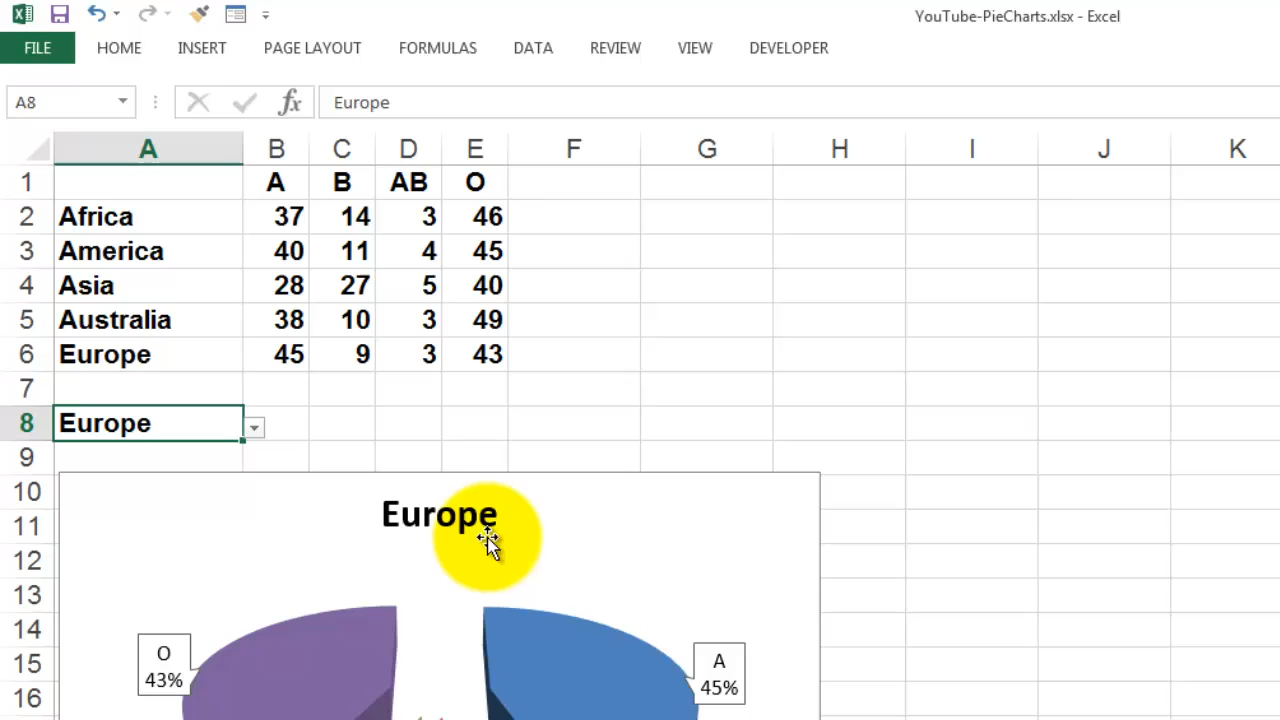 YouTube-PieCharts.xlsx - Excel
FILE HOME INSERT PAGE LAYOUT FORMULAS DATA REVIEW VIEW DEVELOPER
A8 fx Europe
A B C D E F G H I J K
1 A B AB O
2 Africa 37 14 3 46
3 America 40 11 4 45
4 Asia 28 27 5 40
5 Australia 38 10 3 49
6 Europe 45 9 3 43
7
8 Europe
9
10
11
12
13
14
15
16
Europe
O
43%
A
45%